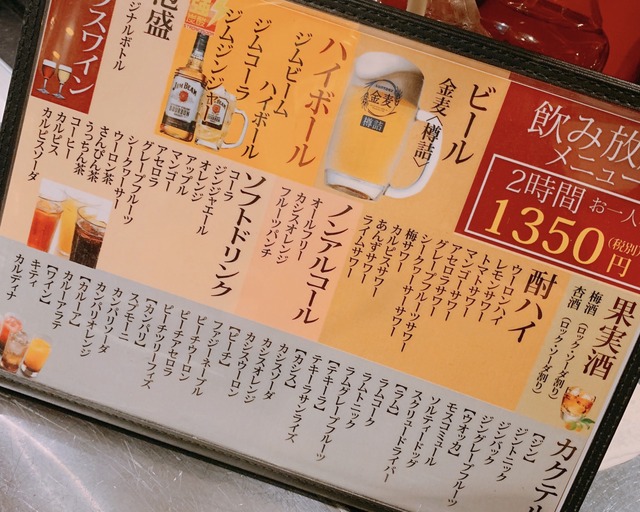 飲み放
メニュー
2時間 お一人
1350円
(税別)
ビール
金麦〈樽詰〉
金麦
樽詰
ハイボール
ジムビーム ハイボール
ジムコーラ
ジムジンジャー
JIM BEAM
泡盛
ジナルボトル
ラスワイン
果実酒
梅酒 (ロック・ソーダ割り)
杏酒 (ロック・ソーダ割り)
酎ハイ
ウーロンハイ
レモンサワー
トマトサワー
マンゴサワー
アセロラサワー
グレープサワー
シークワーサーサワー
カルピスサワー
梅サワー
あんずサワー
ライムサワー
ノンアルコール
オールフリー
カシスオレンジ
フルーツパンチ
ソフトドリンク
コーラ
ジンジャエール
オレンジ
アップル
マンゴ
アセロラ
グレープフルーツ
シークワーサー
ウーロン茶
さんぴん茶
うっちん茶
コーヒー
カルピス
カルピスソーダ
カクテル
【ジン】
ジントニック
ジンバック
ジングレープフルーツ
【ウオッカ】
モスコミュール
ソルティードッグ
スクリュードライバー
【ラム】
ラムコーク
ラムトニック
ラムグレープフルーツ
【テキーラ】
テキーラサンライズ
【カシス】
カシスソーダ
カシスオレンジ
カシスウーロン
【ピーチ】
ファジーネーブル
ピーチウーロン
ピーチアセロラ
ピーチツリーフィズ
【カンパリ】
スプモーニ
カンパリソーダ
カンパリオレンジ
【カルーア】
カルーアラテ
【ワイン】
キティ
カルディナ